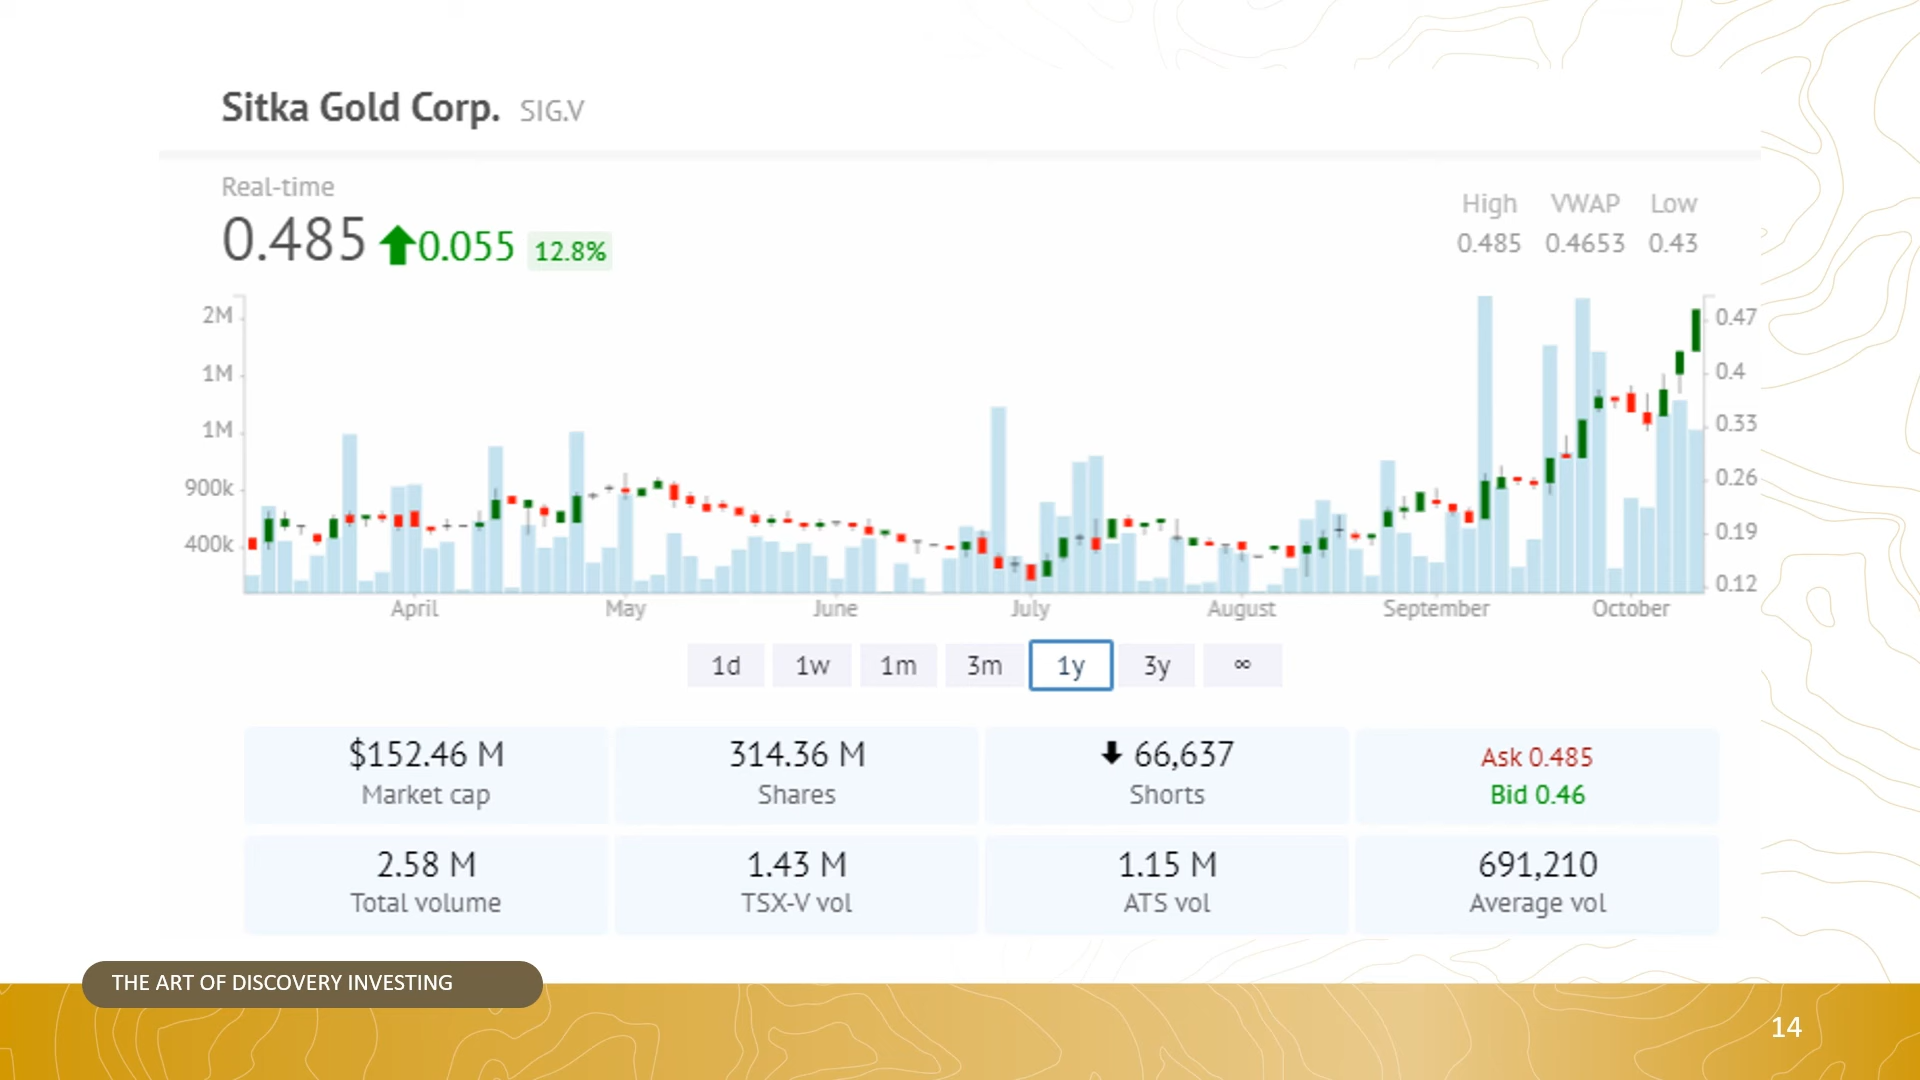 Sitka Gold Corp. SIG.V
Real-time
0.485 0.055 12.8%
High VWAP Low
0.485 0.4653 0.43
2M
1M
1M
900k
400k
0.47
0.4
0.33
0.26
0.19
0.12
April May June July August September October
1d 1w 1m 3m 1y 3y ∞
$152.46 M
Market cap
314.36 M
Shares
66,637
Shorts
Ask 0.485
Bid 0.46
2.58 M
Total volume
1.43 M
TSX-V vol
1.15 M
ATS vol
691,210
Average vol
THE ART OF DISCOVERY INVESTING
14